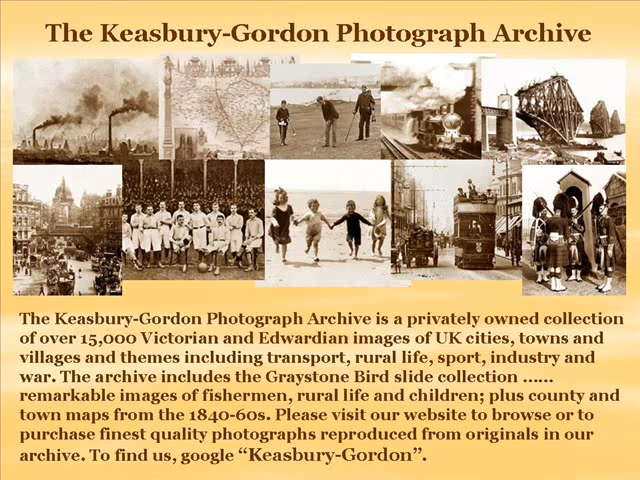 The Keasbury-Gordon Photograph Archive
The Keasbury-Gordon Photograph Archive is a privately owned collection
of over 15,000 Victorian and Edwardian images of UK cities, towns and
villages and themes including transport, rural life, sport, industry and
war. The archive includes the Graystone Bird slide collection ……
remarkable images of fishermen, rural life and children; plus county and
town maps from the 1840-60s. Please visit our website to browse or to
purchase finest quality photographs reproduced from originals in our
archive. To find us, google “Keasbury-Gordon”.